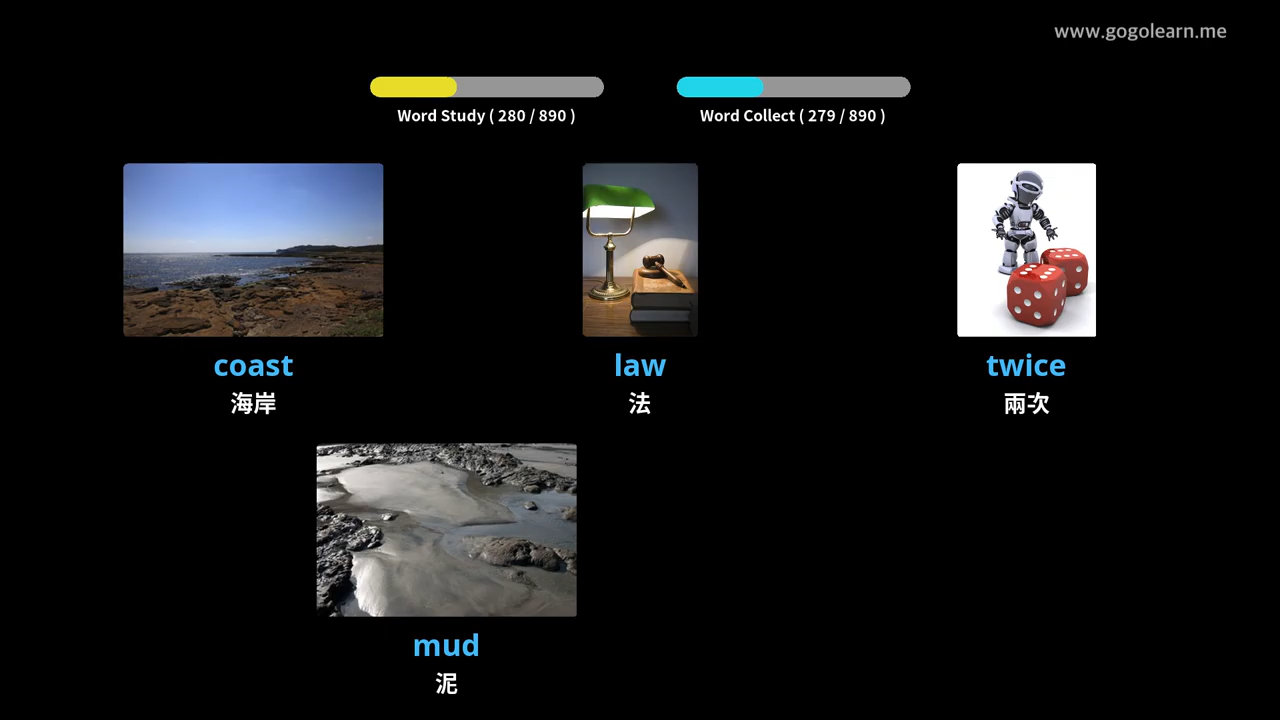 www.gogolearn.me
Word Study ( 280 / 890 )
Word Collect ( 279 / 890 )
coast
海岸
law
法
twice
兩次
mud
泥